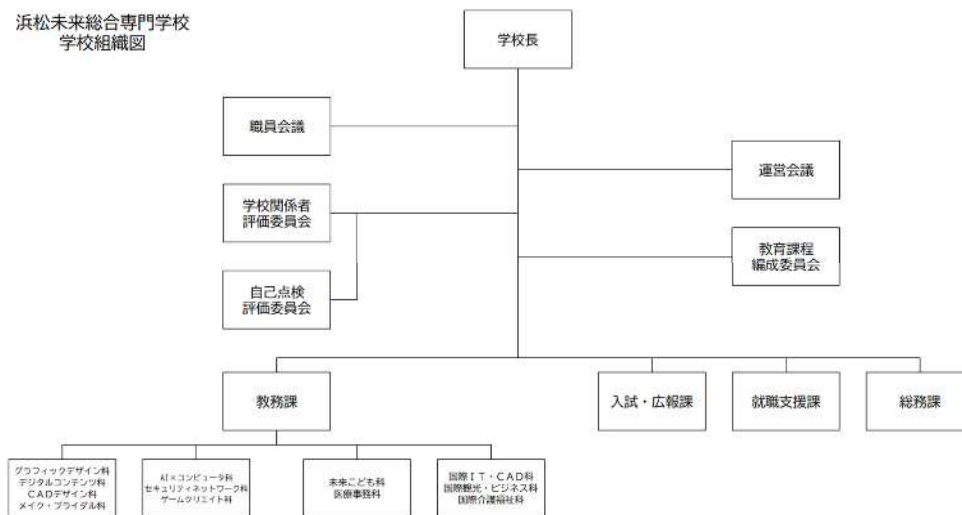 浜松未来総合専門学校
学校組織図
学校長
職員会議
運営会議
学校関係者
評価委員会
教育課程
編成委員会
自己点検
評価委員会
教務課
入試・広報課
就職支援課
総務課
グラフィックデザイン科
デジタルコンテンツ科
ＣＡＤデザイン科
メイク・ブライダル科
AI×コンピュータ科
セキュリティネットワーク科
ゲームクリエイト科
未来こども科
医療事務科
国際ＩＴ・ＣＡＤ科
国際観光・ビジネス科
国際介護福祉科